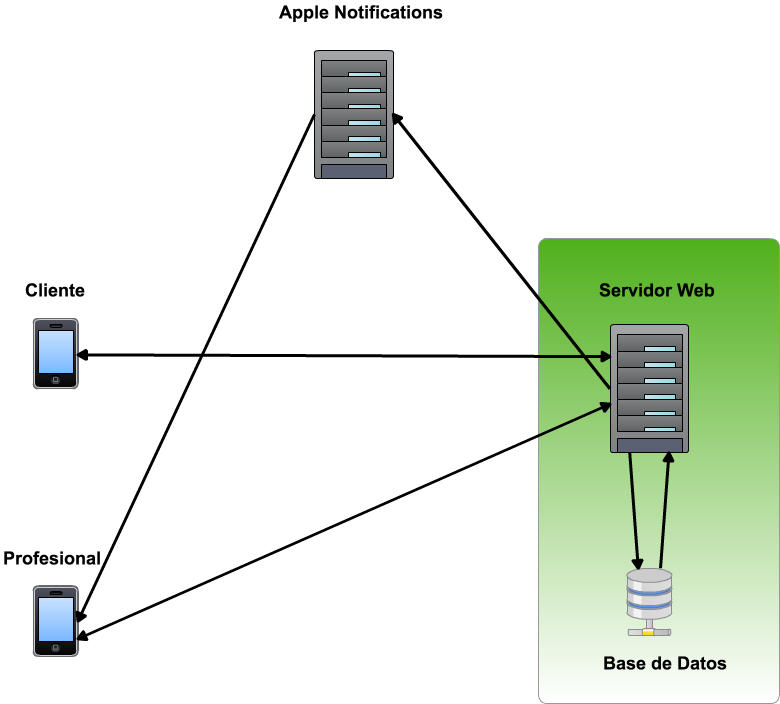 Apple Notifications
Cliente
Servidor Web
Profesional
Base de Datos